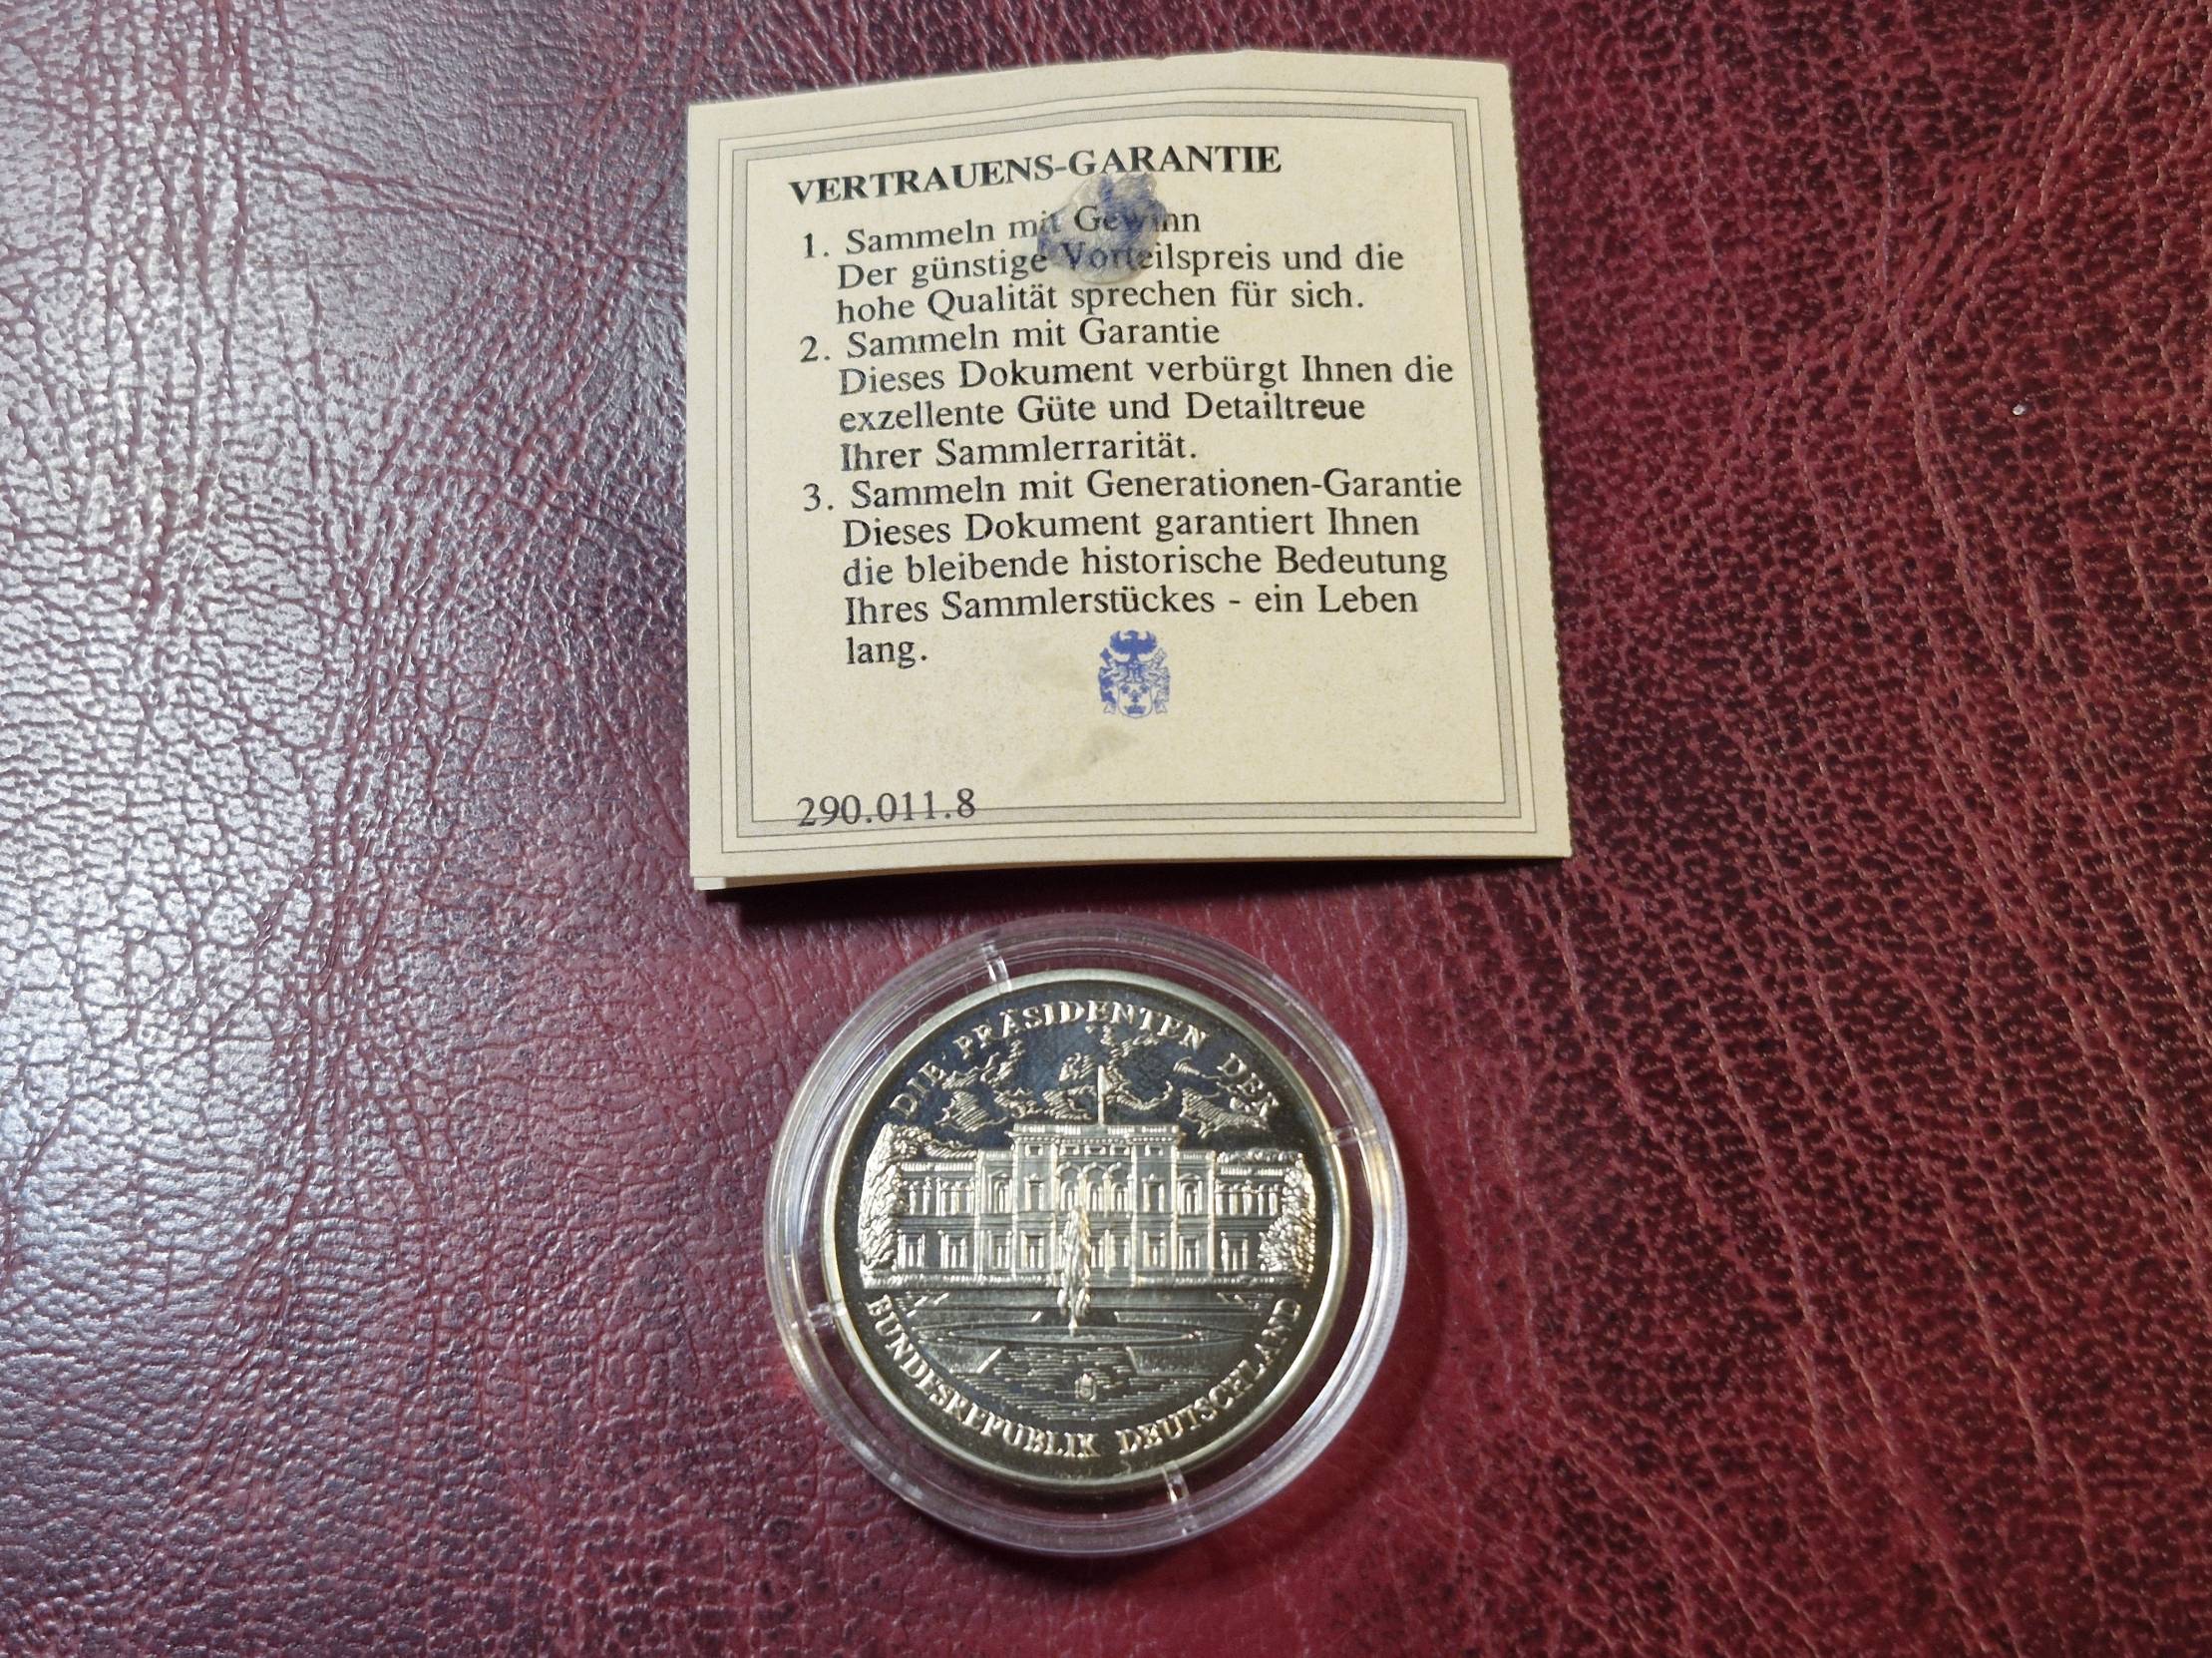 VERTRAUENS-GARANTIE
1. Sammeln mit Gewinn
Der günstige Vorteilspreis und die
hohe Qualität sprechen für sich.
2. Sammeln mit Garantie
Dieses Dokument verbürgt Ihnen die
exzellente Güte und Detailtreue
Ihrer Sammlerrarität.
3. Sammeln mit Generationen-Garantie
Dieses Dokument garantiert Ihnen
die bleibende historische Bedeutung
Ihres Sammlerstückes - ein Leben
lang.
290.011.8
DIE PRÄSIDENTEN DER
BUNDESREPUBLIK DEUTSCHLAND